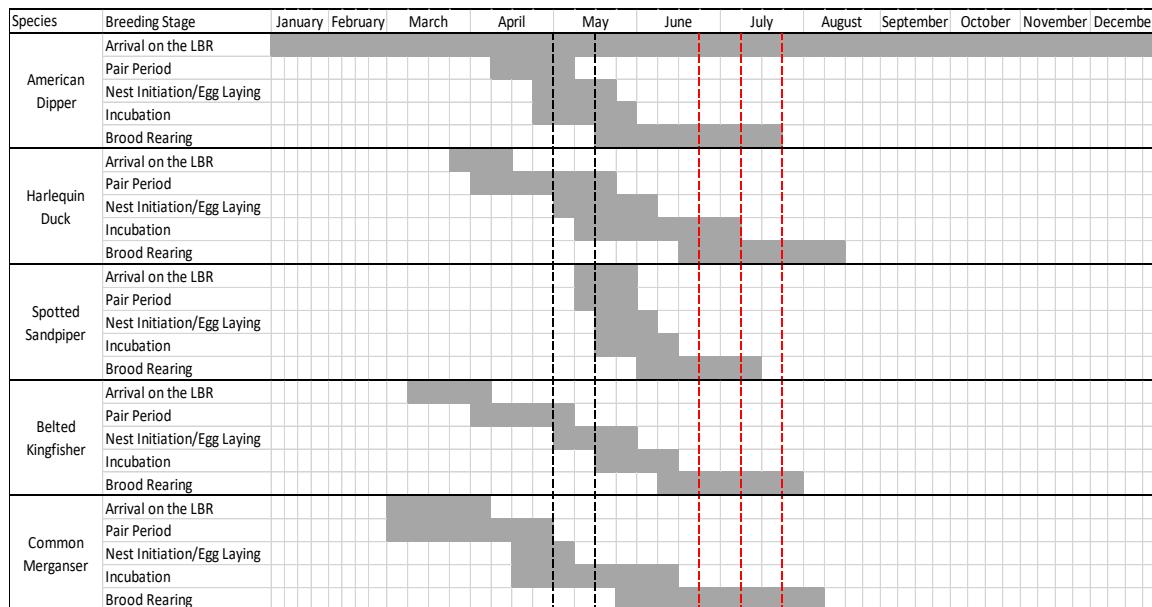 Species Breeding Stage January February March April May June July August September October November Decembe
American Dipper
Arrival on the LBR
Pair Period
Nest Initiation/Egg Laying
Incubation
Brood Rearing
Harlequin Duck
Arrival on the LBR
Pair Period
Nest Initiation/Egg Laying
Incubation
Brood Rearing
Spotted Sandpiper
Arrival on the LBR
Pair Period
Nest Initiation/Egg Laying
Incubation
Brood Rearing
Belted Kingfisher
Arrival on the LBR
Pair Period
Nest Initiation/Egg Laying
Incubation
Brood Rearing
Common Merganser
Arrival on the LBR
Pair Period
Nest Initiation/Egg Laying
Incubation
Brood Rearing